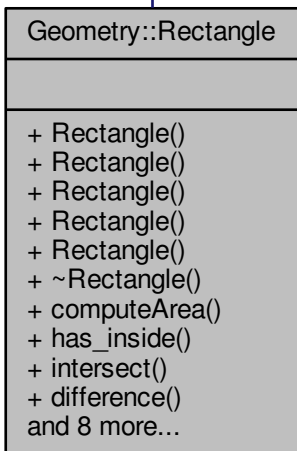 Geometry::Rectangle
+ Rectangle()
+ Rectangle()
+ Rectangle()
+ Rectangle()
+ Rectangle()
+ ~Rectangle()
+ computeArea()
+ has_inside()
+ intersect()
+ difference()
and 8 more...